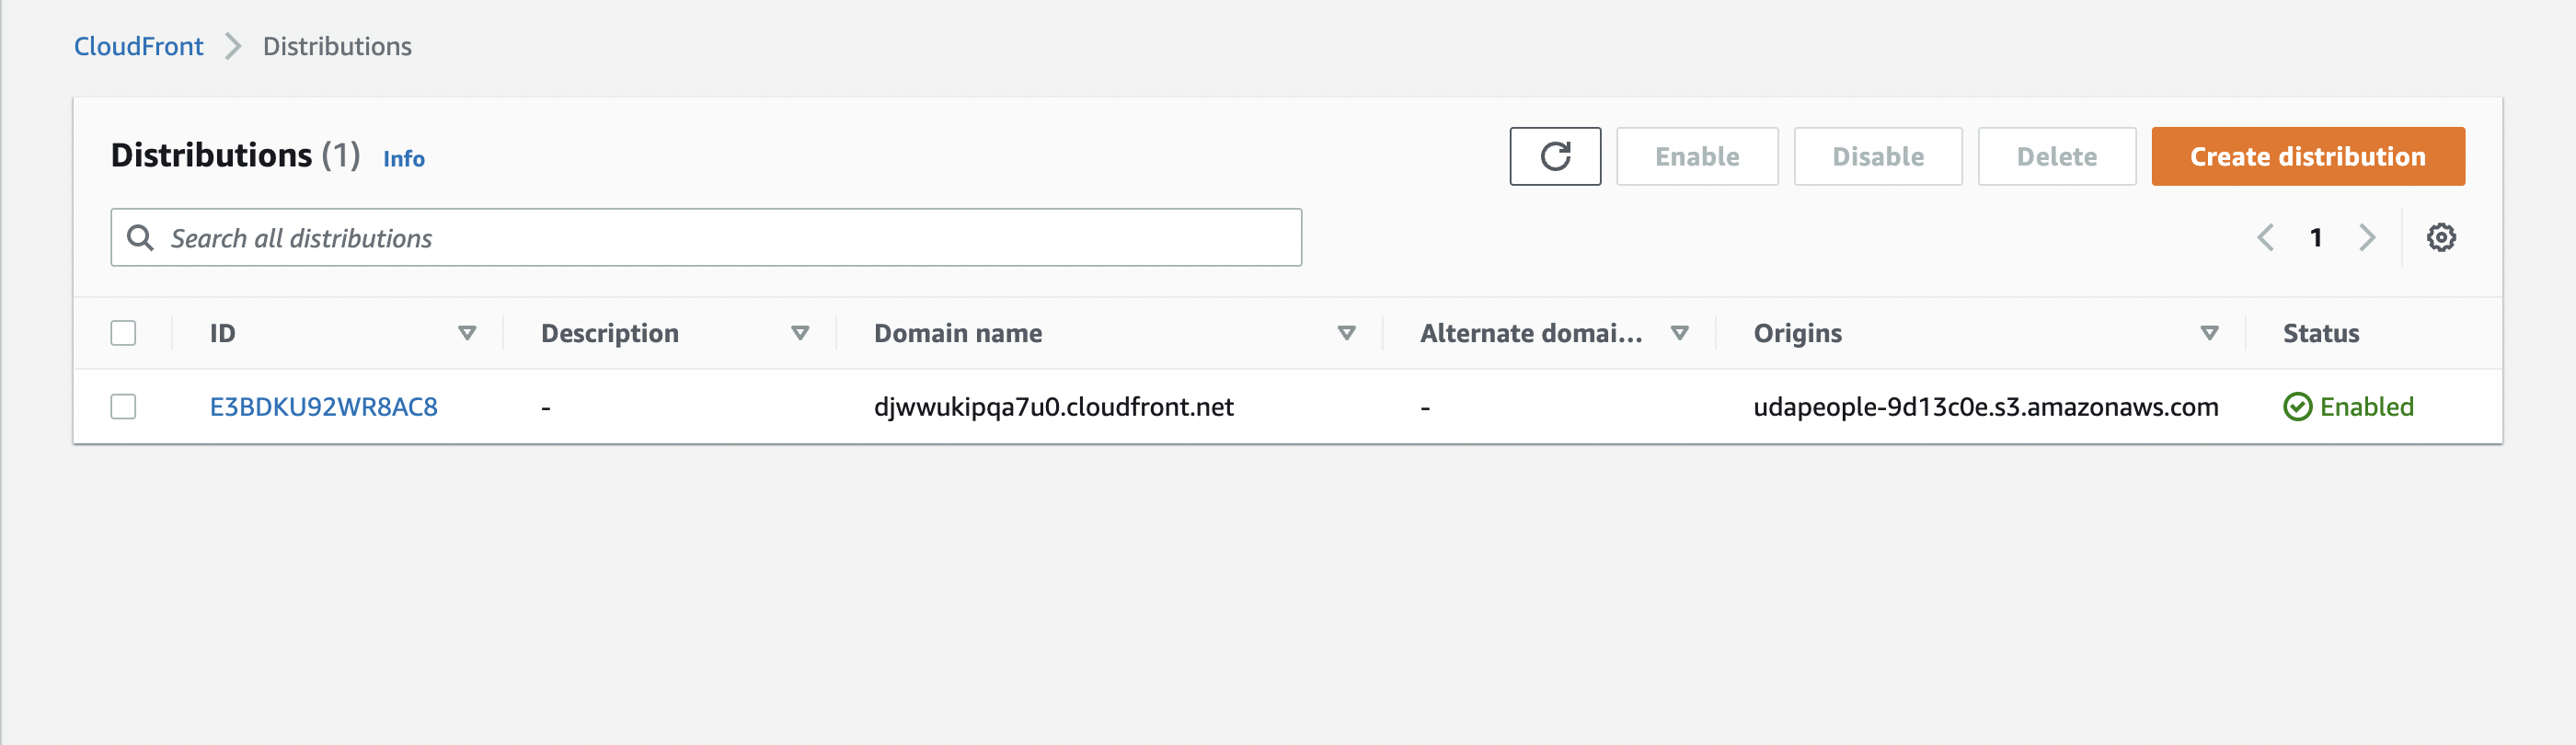 CloudFront Distributions
Distributions (1) Info
Enable Disable Delete Create distribution
Search all distributions
1
ID Description Domain name Alternate domai... Origins Status
E3BDKU92WR8AC8 - djwwukipqa7u0.cloudfront.net - udapeople-9d13c0e.s3.amazonaws.com Enabled